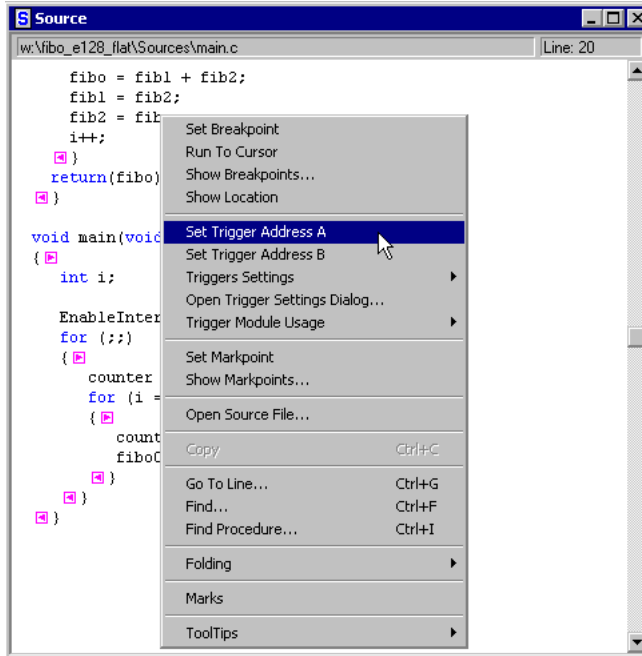 S Source
w:\fibo_e128_flat\Sources\main.c Line: 20
fibo = fib1 + fib2;
fib1 = fib2;
fib2 = fib
i++;
}
return(fibo)
}
void main(void
{
int i;
EnableInter
for (;;)
{
counter
for (i =
{
count
fiboC
}
}
}
Set Breakpoint
Run To Cursor
Show Breakpoints...
Show Location
Set Trigger Address A
Set Trigger Address B
Triggers Settings
Open Trigger Settings Dialog...
Trigger Module Usage
Set Markpoint
Show Markpoints...
Open Source File...
Copy Ctrl+C
Go To Line... Ctrl+G
Find... Ctrl+F
Find Procedure... Ctrl+I
Folding
Marks
ToolTips